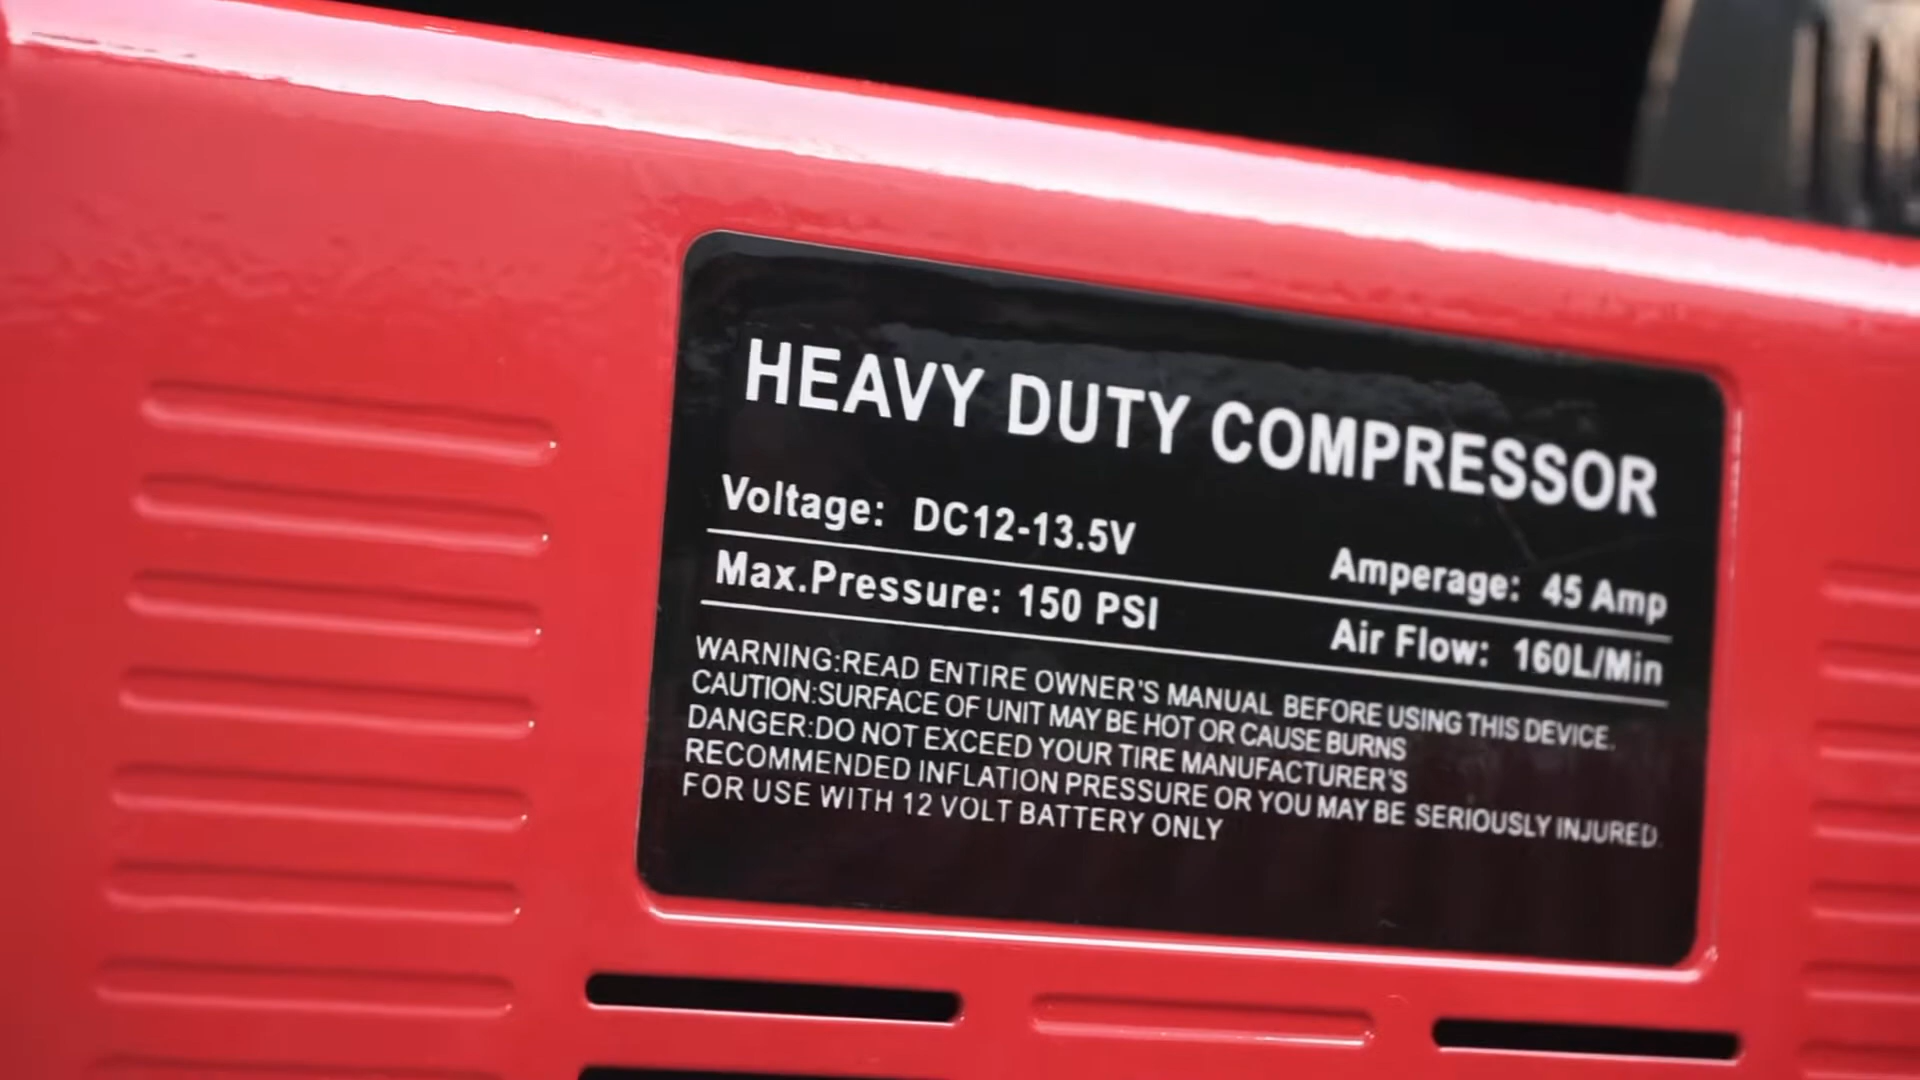 HEAVY DUTY COMPRESSOR
Voltage: DC12-13.5V Amperage: 45 Amp
Max.Pressure: 150 PSI Air Flow: 160L/Min
WARNING:READ ENTIRE OWNER'S MANUAL BEFORE USING THIS DEVICE.
CAUTION:SURFACE OF UNIT MAY BE HOT OR CAUSE BURNS
DANGER:DO NOT EXCEED YOUR TIRE MANUFACTURER'S
RECOMMENDED INFLATION PRESSURE OR YOU MAY BE SERIOUSLY INJURED.
FOR USE WITH 12 VOLT BATTERY ONLY